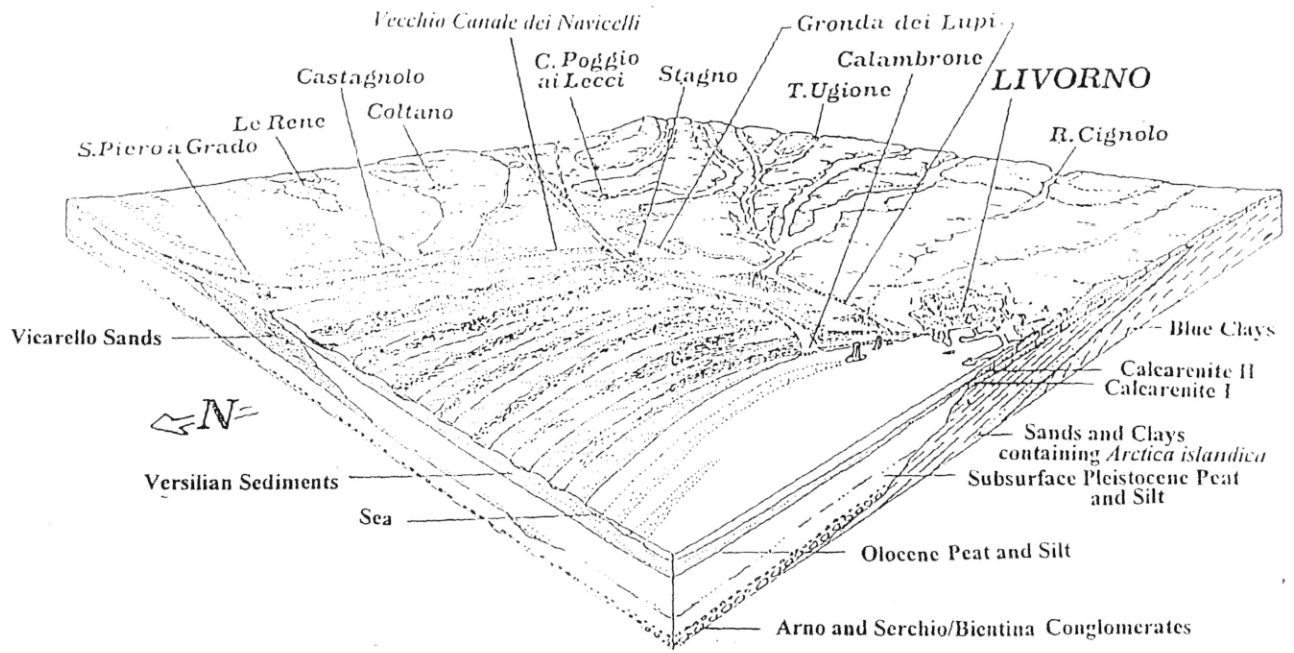 Vecchio Canale dei Navicelli
Gronda dei Lupi
C. Poggio
ai Lecci
Calambrone
Castagnolo
Stagno
T. Ugione
LIVORNO
Le Rene
Coltano
R. Cignolo
S. Piero a Grado
Vicarello Sands
Blue Clays
Calcarenite II
Calcarenite I
N
Sands and Clays
containing Arctica islandica
Versilian Sediments
Subsurface Pleistocene Peat
and Silt
Sea
Olocene Peat and Silt
Arno and Serchio/Bientina Conglomerates